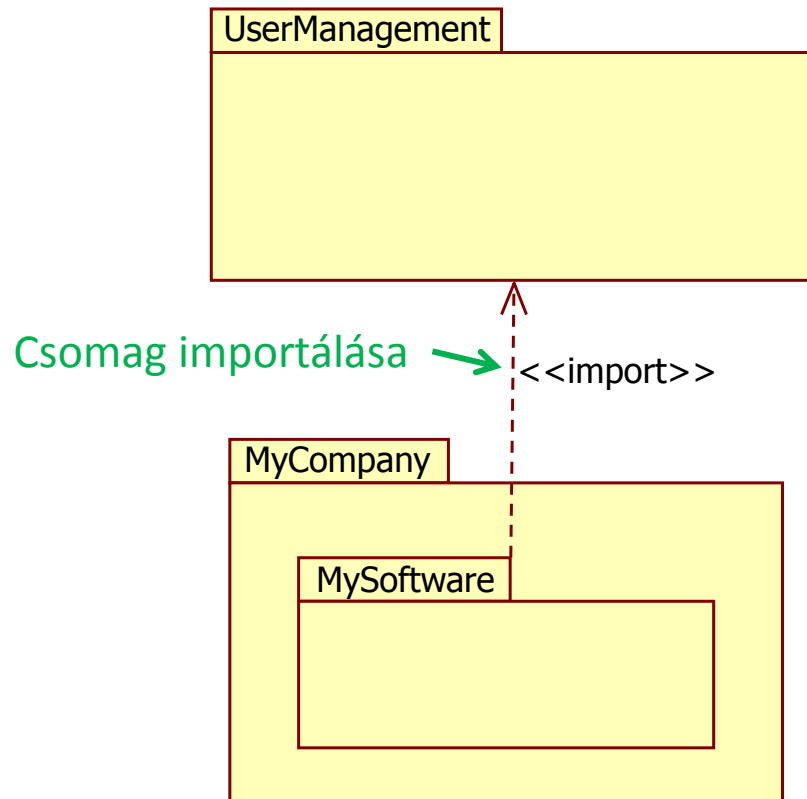 UserManagement
Csomag importálása
<<import>>
MyCompany
MySoftware